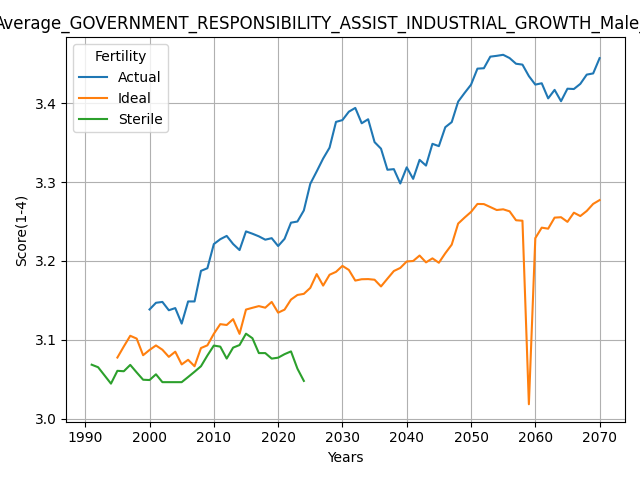 Average_GOVERNMENT_RESPONSIBILITY_ASSIST_INDUSTRIAL_GROWTH_Male_
Fertility
Actual
Ideal
Sterile
3.4
3.3
3.2
3.1
3.0
Score(1-4)
1990 2000 2010 2020 2030 2040 2050 2060 2070
Years